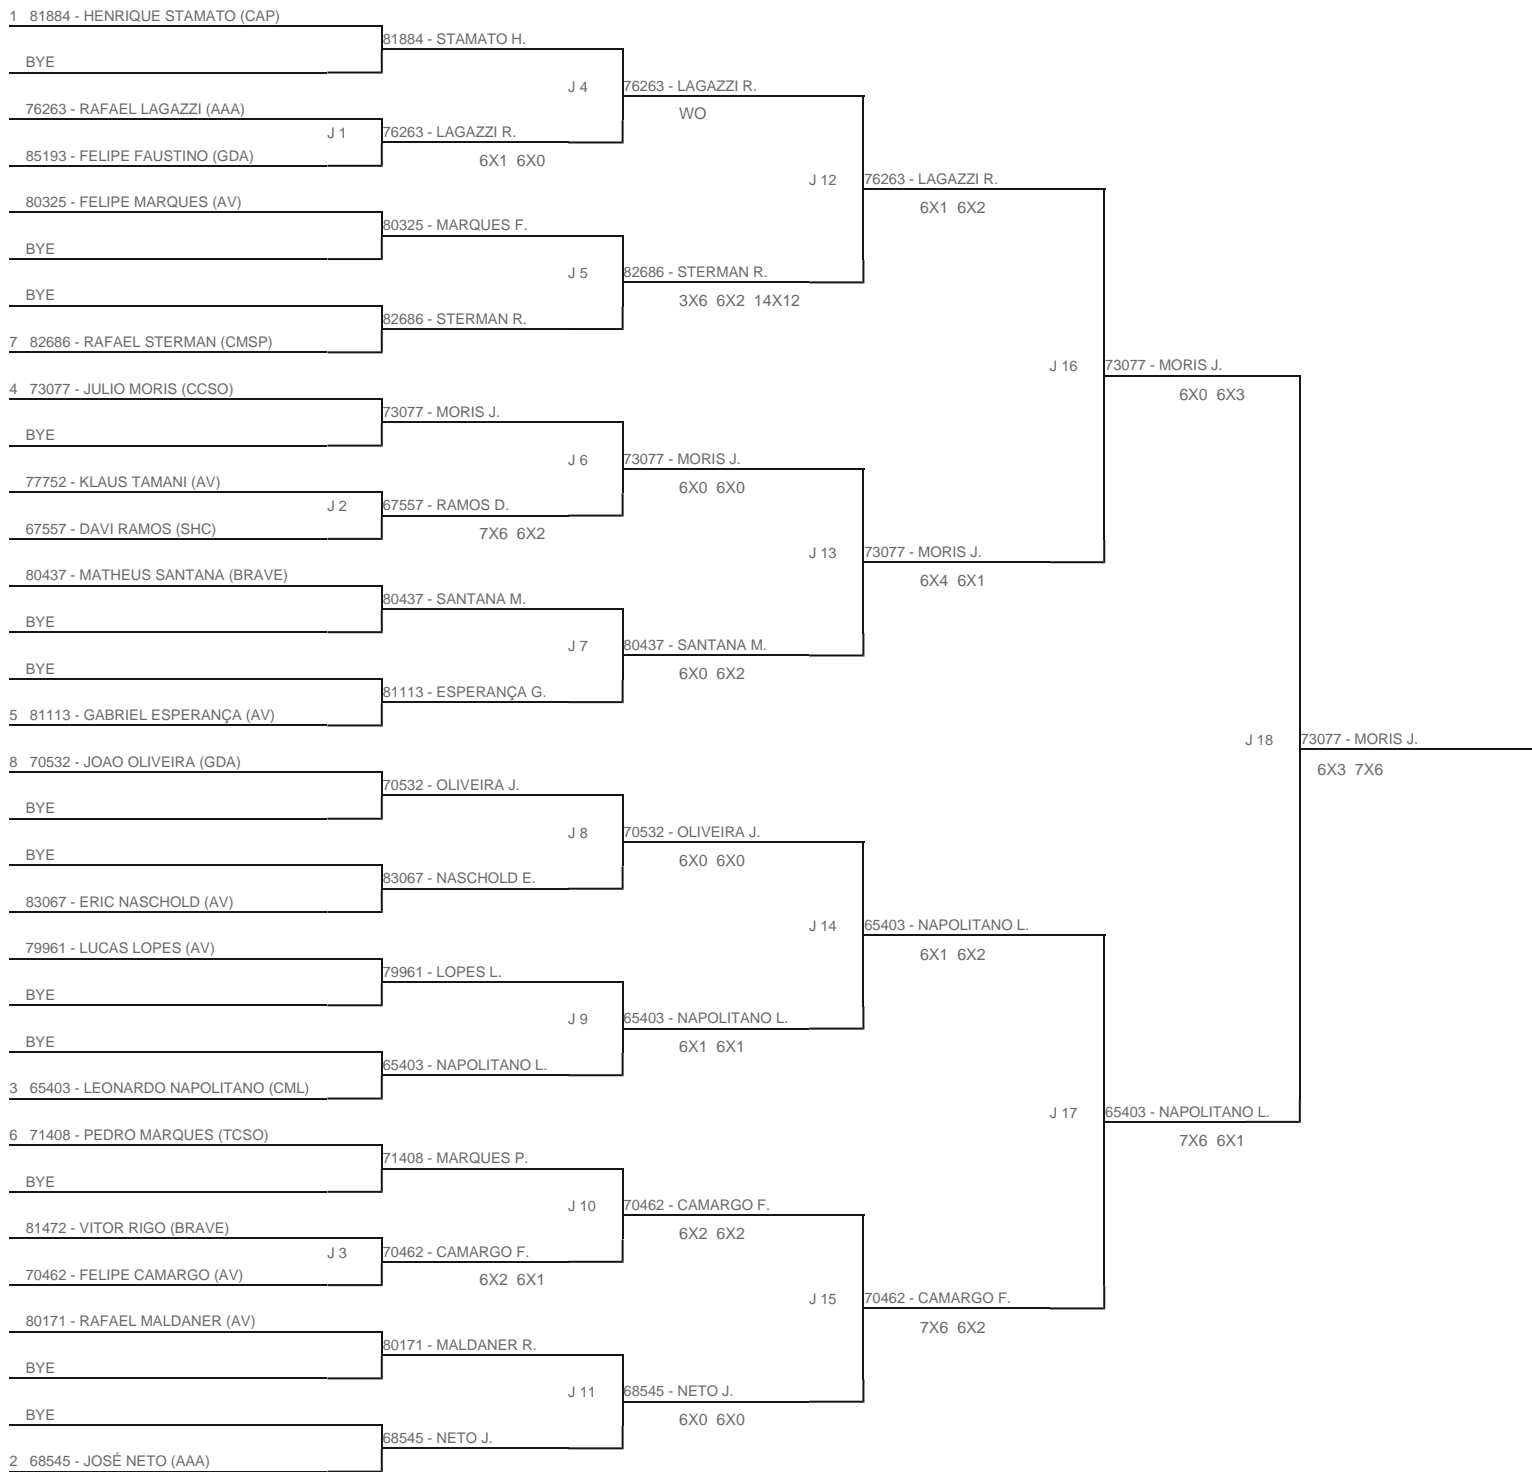 1 81884 - HENRIQUE STAMATO (CAP)
81884 - STAMATO H.
BYE
J 4
76263 - LAGAZZI R.
WO
76263 - RAFAEL LAGAZZI (AAA)
J 1
76263 - LAGAZZI R.
6X1 6X0
85193 - FELIPE FAUSTINO (GDA)
J 12
76263 - LAGAZZI R.
6X1 6X2
80325 - FELIPE MARQUES (AV)
80325 - MARQUES F.
BYE
J 5
82686 - STERMAN R.
3X6 6X2 14X12
BYE
82686 - STERMAN R.
7 82686 - RAFAEL STERMAN (CMSP)
J 16
73077 - MORIS J.
6X0 6X3
4 73077 - JULIO MORIS (CCSO)
73077 - MORIS J.
BYE
J 6
73077 - MORIS J.
6X0 6X0
77752 - KLAUS TAMANI (AV)
J 2
67557 - RAMOS D.
7X6 6X2
67557 - DAVI RAMOS (SHC)
J 13
73077 - MORIS J.
6X4 6X1
80437 - MATHEUS SANTANA (BRAVE)
80437 - SANTANA M.
BYE
J 7
80437 - SANTANA M.
6X0 6X2
BYE
81113 - ESPERANÇA G.
5 81113 - GABRIEL ESPERANÇA (AV)
J 18
73077 - MORIS J.
6X3 7X6
8 70532 - JOAO OLIVEIRA (GDA)
70532 - OLIVEIRA J.
BYE
J 8
70532 - OLIVEIRA J.
6X0 6X0
BYE
83067 - NASCHOLD E.
83067 - ERIC NASCHOLD (AV)
J 14
65403 - NAPOLITANO L.
6X1 6X2
79961 - LUCAS LOPES (AV)
79961 - LOPES L.
BYE
J 9
65403 - NAPOLITANO L.
6X1 6X1
BYE
65403 - NAPOLITANO L.
3 65403 - LEONARDO NAPOLITANO (CML)
J 17
65403 - NAPOLITANO L.
7X6 6X1
6 71408 - PEDRO MARQUES (TCSO)
71408 - MARQUES P.
BYE
J 10
70462 - CAMARGO F.
6X2 6X2
81472 - VITOR RIGO (BRAVE)
J 3
70462 - CAMARGO F.
6X2 6X1
70462 - FELIPE CAMARGO (AV)
J 15
70462 - CAMARGO F.
7X6 6X2
80171 - RAFAEL MALDANER (AV)
80171 - MALDANER R.
BYE
J 11
68545 - NETO J.
6X0 6X0
BYE
68545 - NETO J.
2 68545 - JOSÉ NETO (AAA)